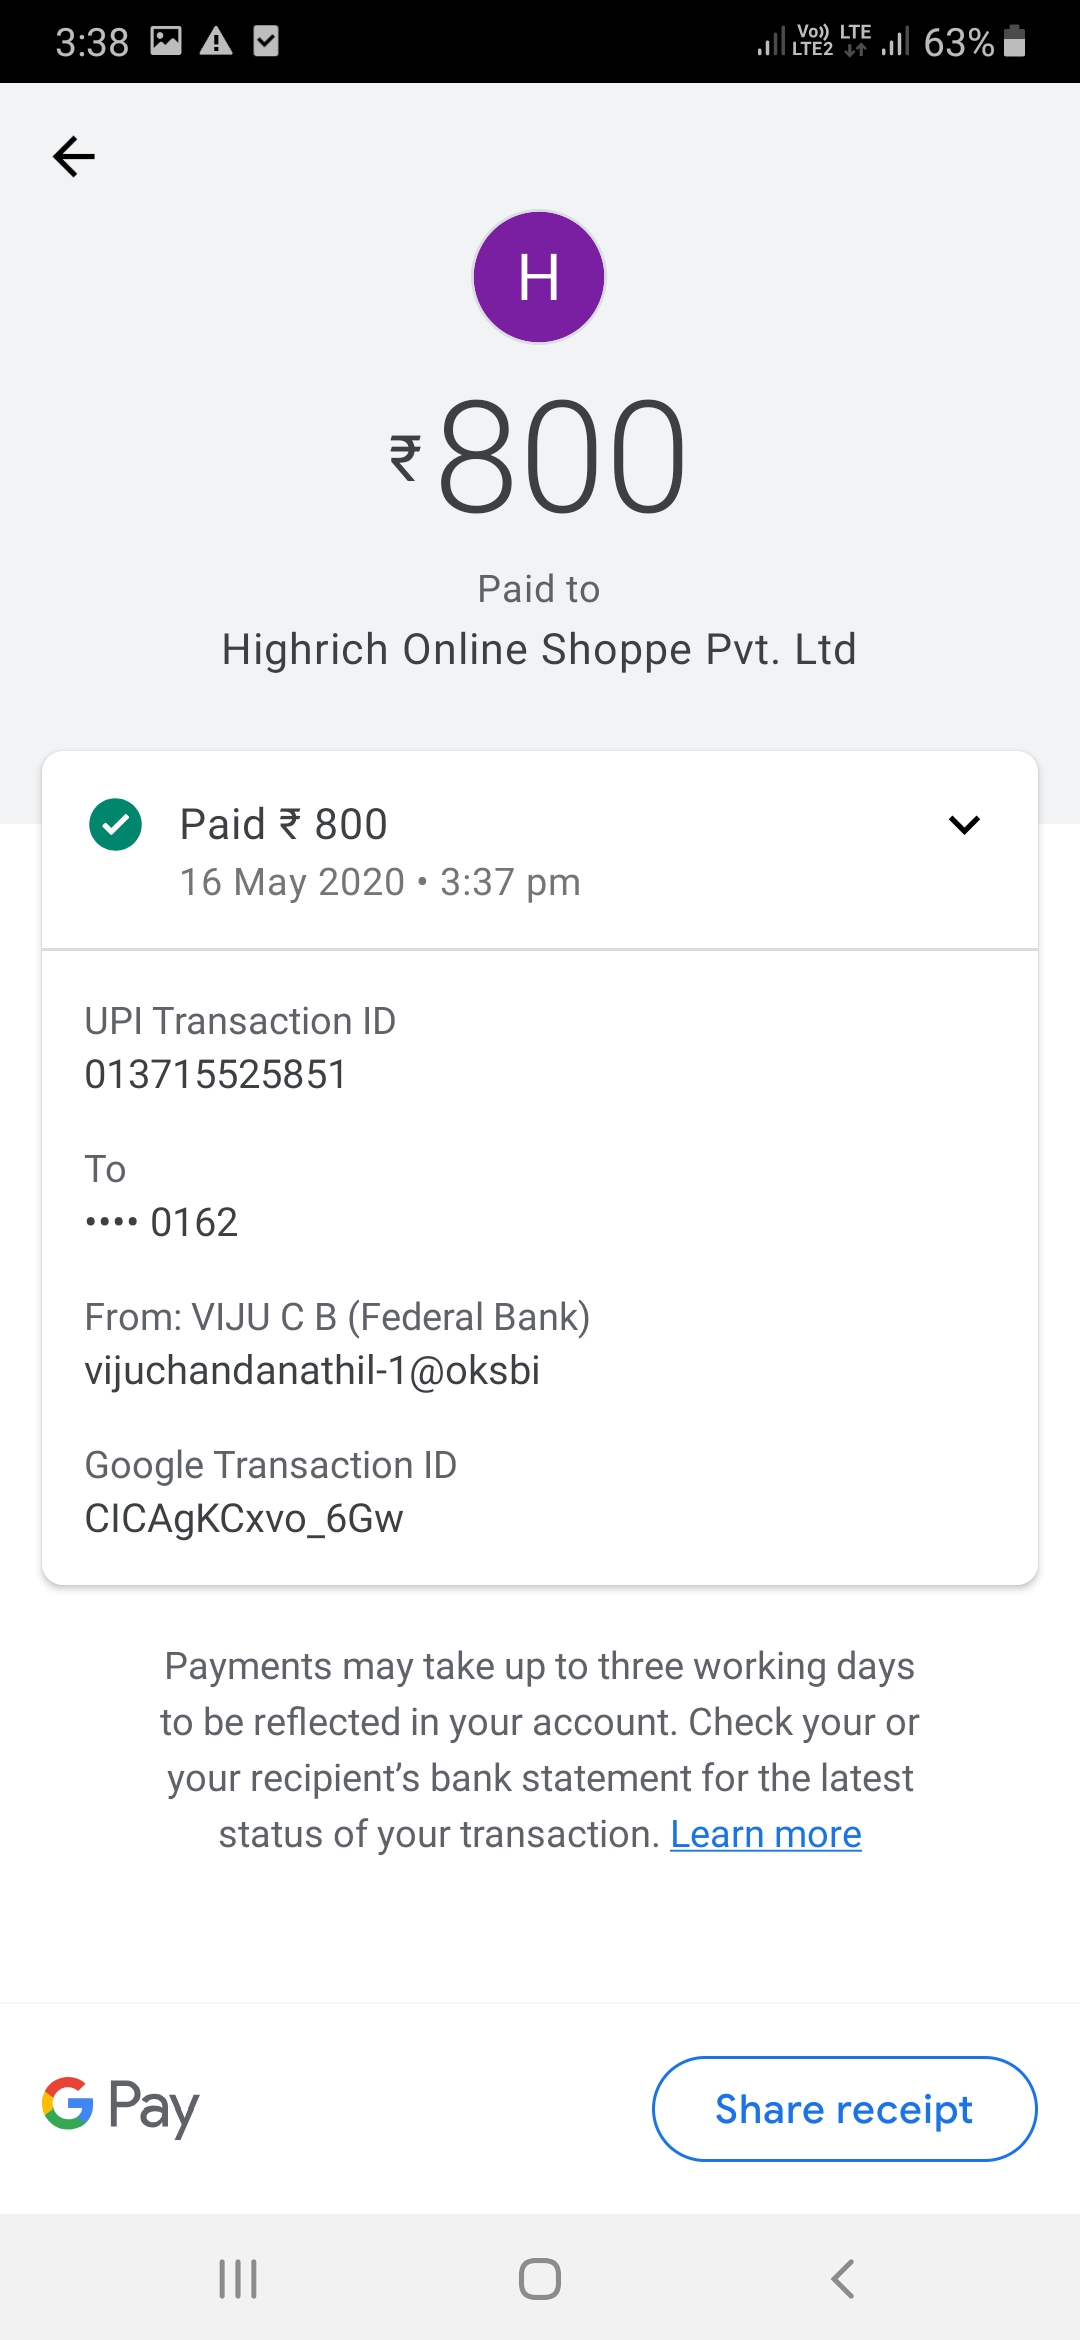 3:38
Vo)) LTE
LTE2
63%
H
₹800
Paid to
Highrich Online Shoppe Pvt. Ltd
Paid ₹ 800
16 May 2020 • 3:37 pm
UPI Transaction ID
013715525851
To
•••• 0162
From: VIJU C B (Federal Bank)
vijuchandanathil-1@oksbi
Google Transaction ID
CICAgKCxvo_6Gw
Payments may take up to three working days
to be reflected in your account. Check your or
your recipient’s bank statement for the latest
status of your transaction. Learn more
G Pay
Share receipt